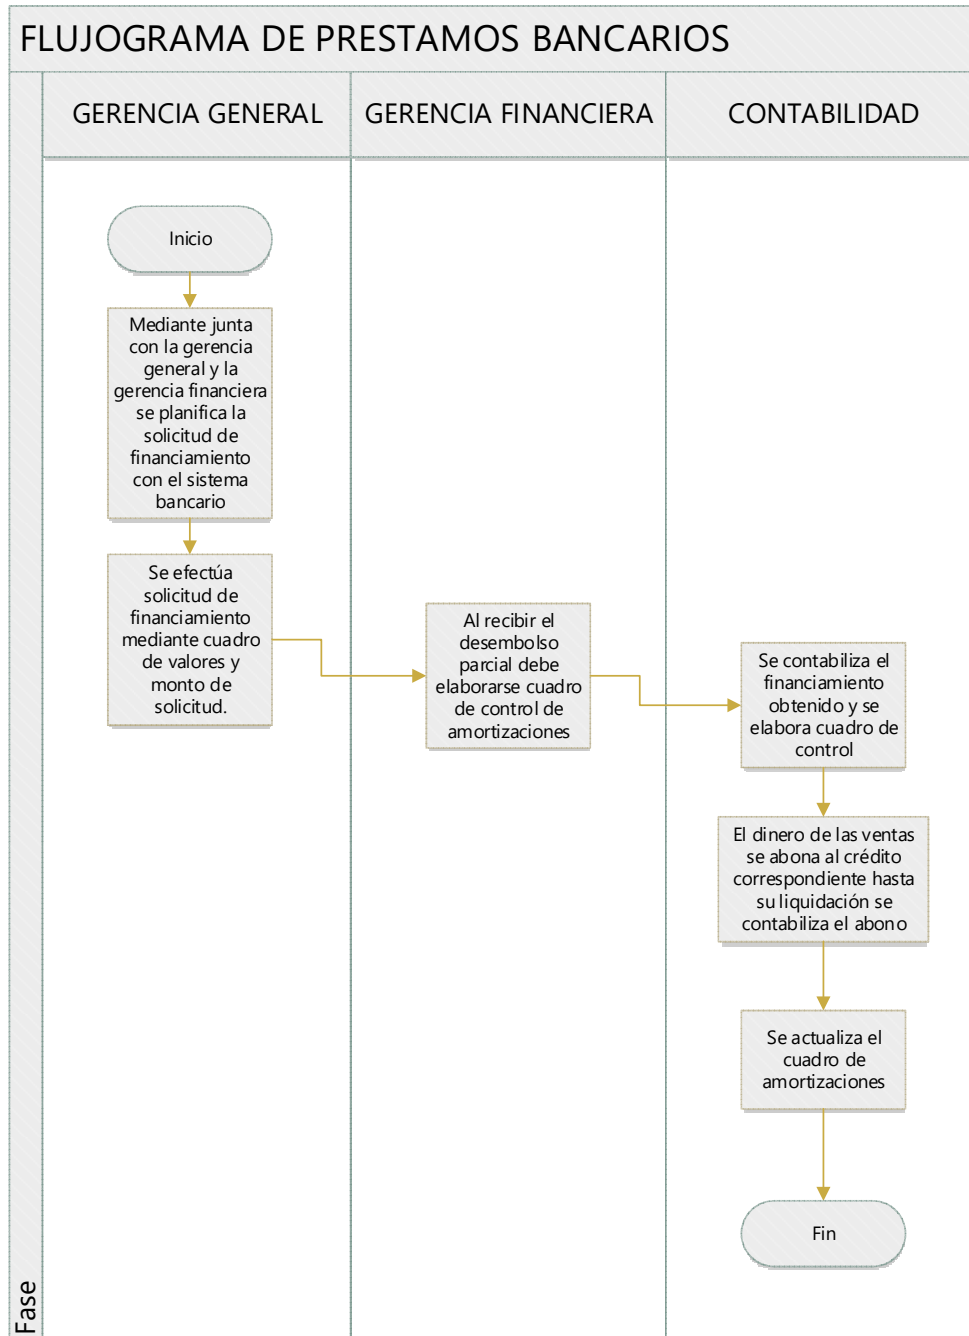 FLUJOGRAMA DE PRESTAMOS BANCARIOS
GERENCIA GENERAL
GERENCIA FINANCIERA
CONTABILIDAD
Inicio
Mediante junta
con la gerencia
general y la
gerencia financiera
se planifica la
solicitud de
financiamiento
con el sistema
bancario
Se efectúa
solicitud de
financiamiento
mediante cuadro
de valores y
monto de
solicitud.
Al recibir el
desembolso
parcial debe
elaborarse cuadro
de control de
amortizaciones
Se contabiliza el
financiamiento
obtenido y se
elabora cuadro de
control
El dinero de las ventas
se abona al crédito
correspondiente hasta
su liquidación se
contabiliza el abono
Se actualiza el
cuadro de
amortizaciones
Fin
Fase